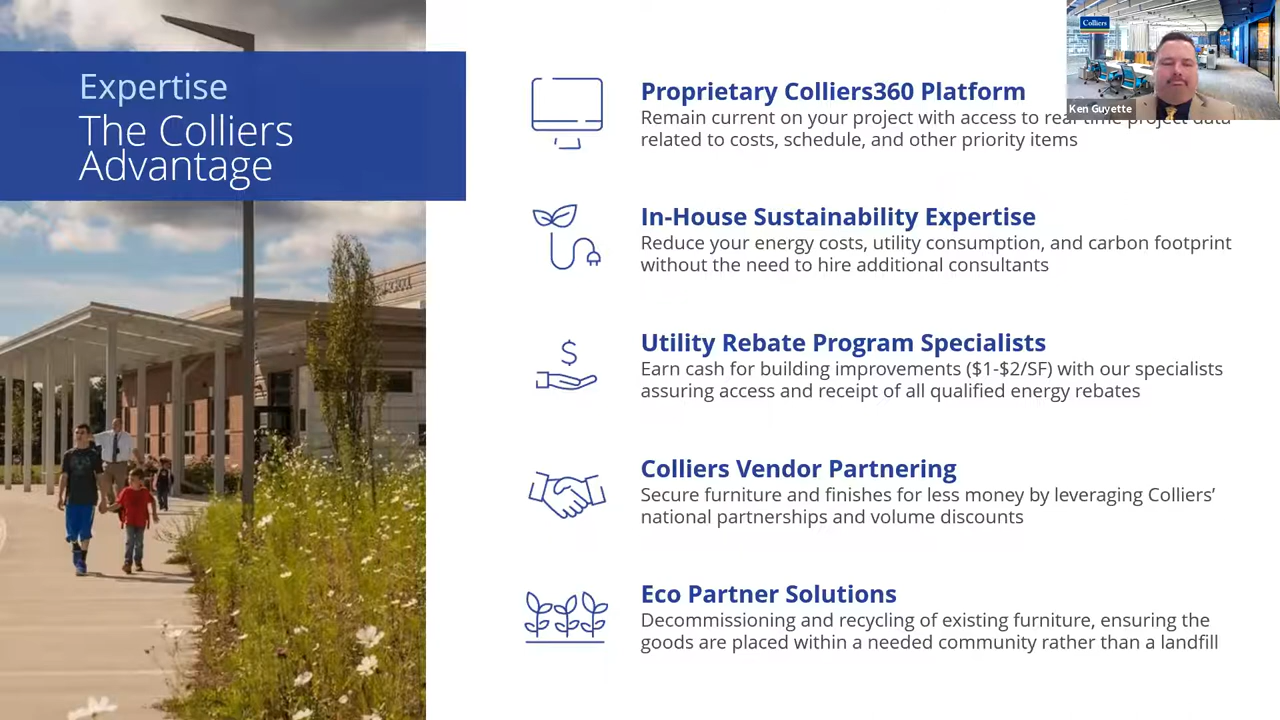 Expertise
The Colliers
Advantage
Colliers
Ken Guyette
Proprietary Colliers360 Platform
Remain current on your project with access to real time project data
related to costs, schedule, and other priority items
In-House Sustainability Expertise
Reduce your energy costs, utility consumption, and carbon footprint
without the need to hire additional consultants
Utility Rebate Program Specialists
Earn cash for building improvements ($1-$2/SF) with our specialists
assuring access and receipt of all qualified energy rebates
Colliers Vendor Partnering
Secure furniture and finishes for less money by leveraging Colliers’
national partnerships and volume discounts
Eco Partner Solutions
Decommissioning and recycling of existing furniture, ensuring the
goods are placed within a needed community rather than a landfill